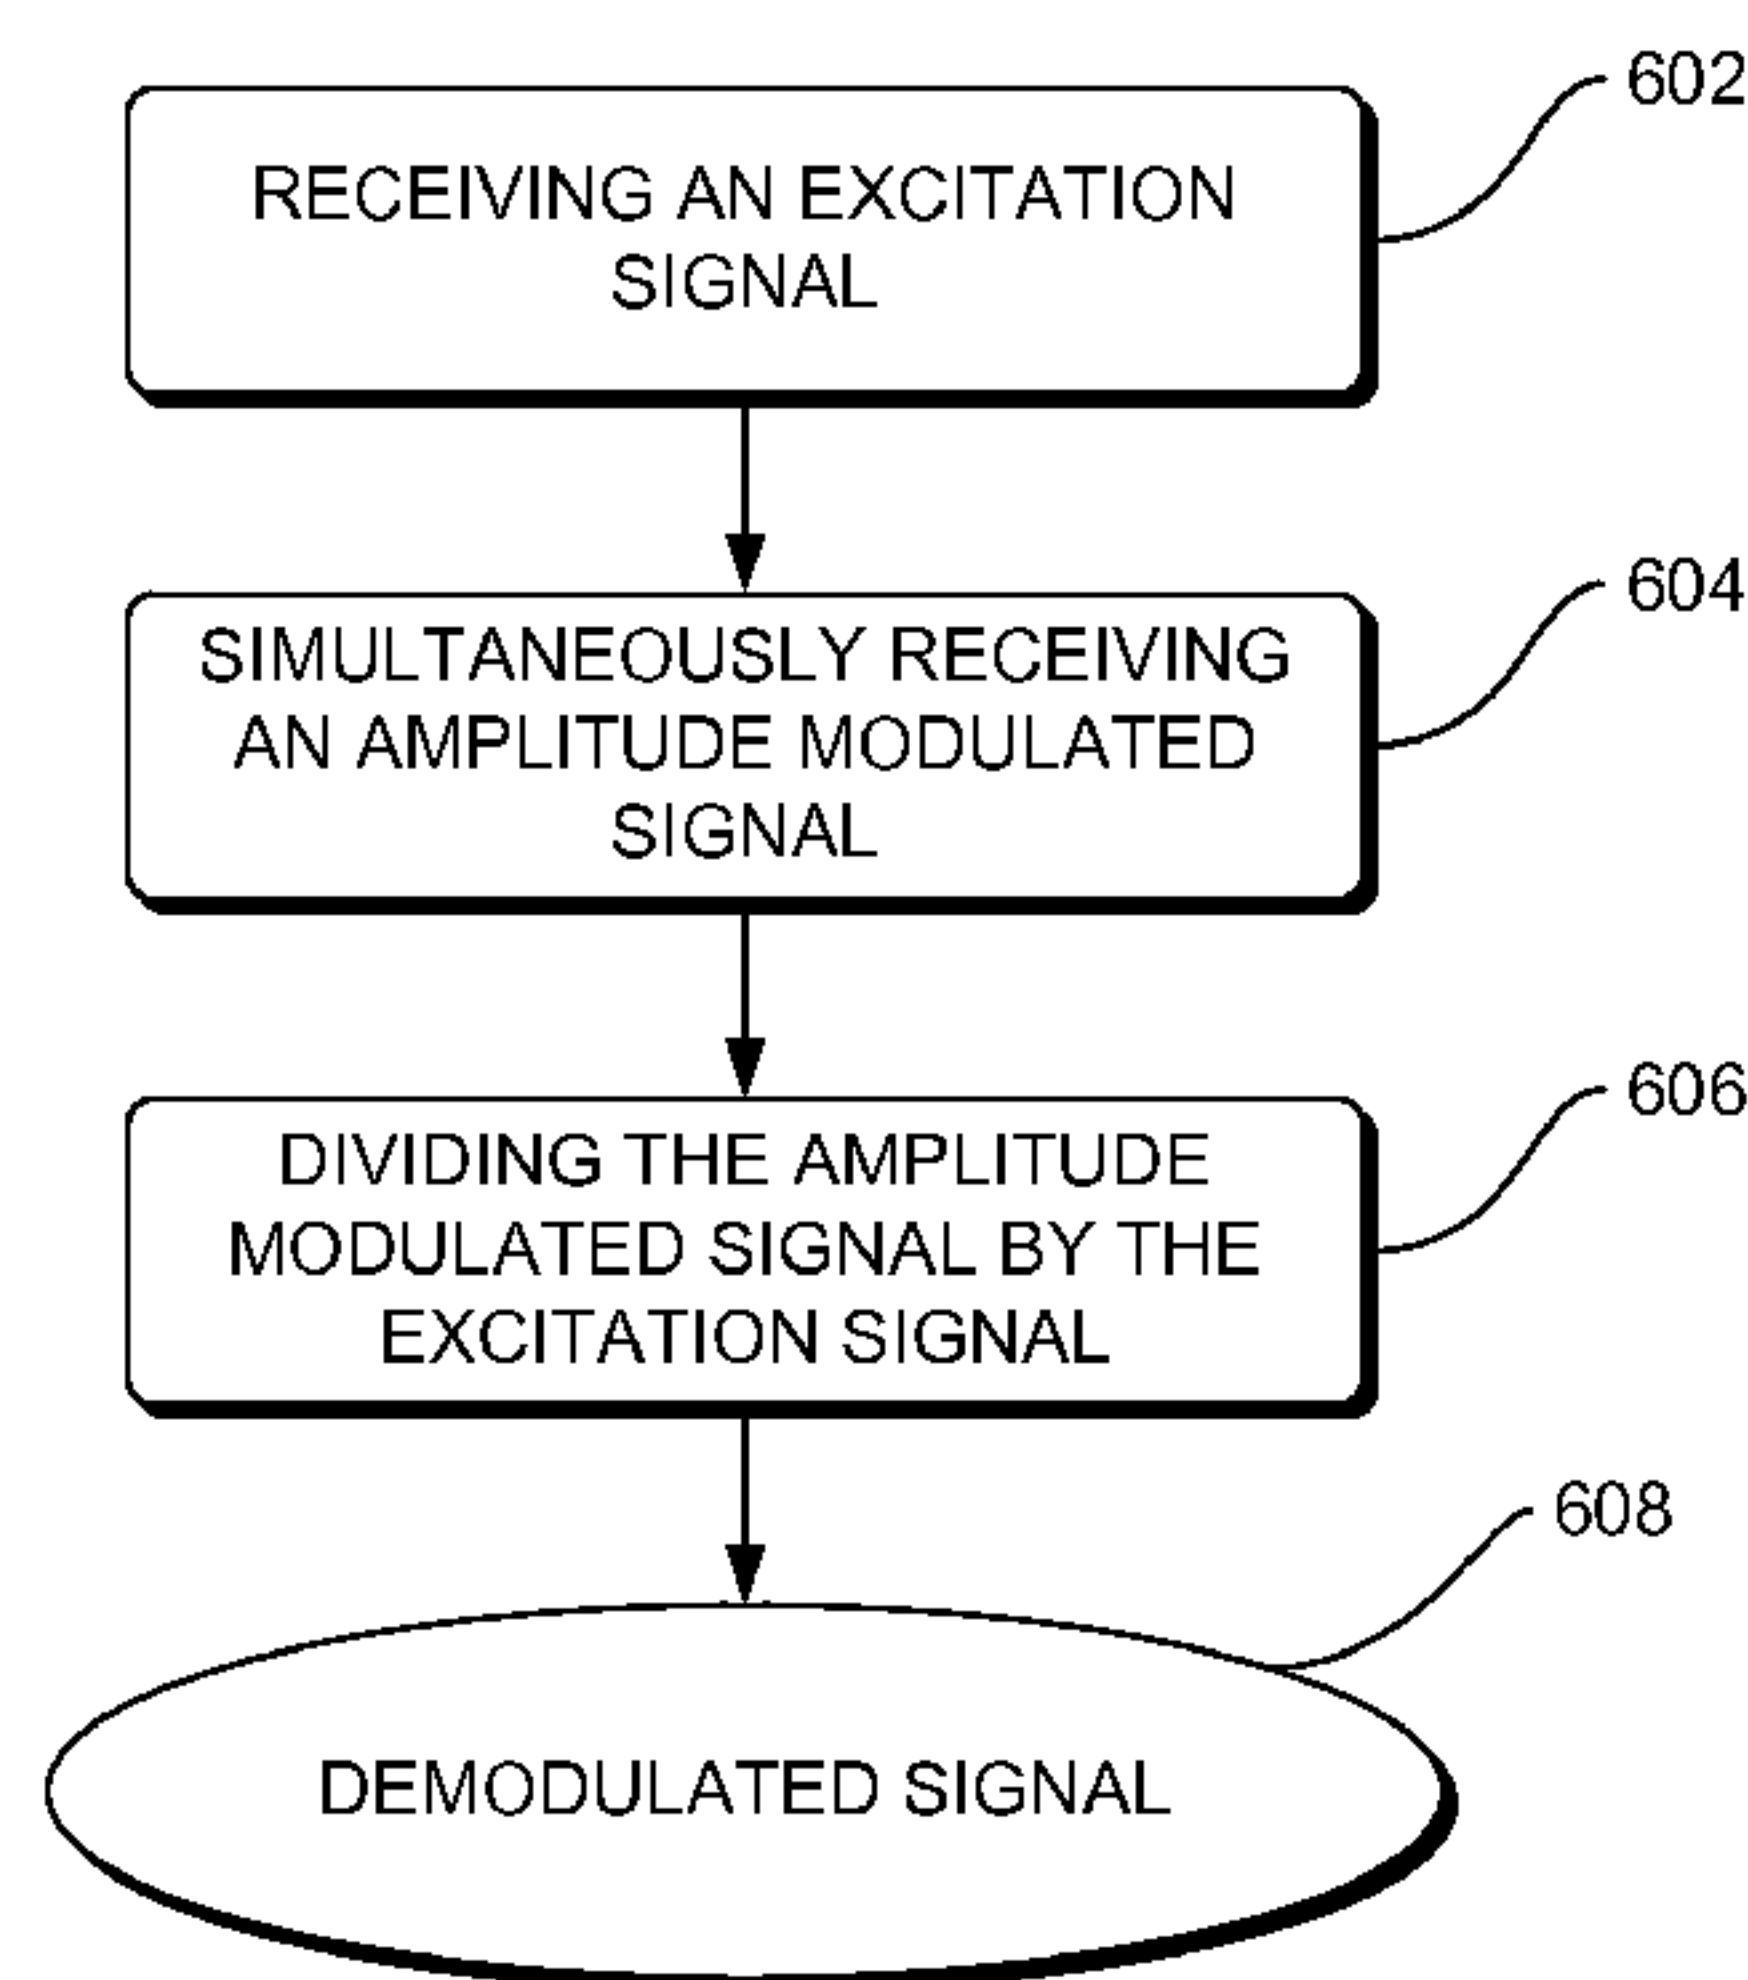 602
RECEIVING AN EXCITATION
SIGNAL
604
SIMULTANEOUSLY RECEIVING
AN AMPLITUDE MODULATED
SIGNAL
606
DIVIDING THE AMPLITUDE
MODULATED SIGNAL BY THE
EXCITATION SIGNAL
608
DEMODULATED SIGNAL